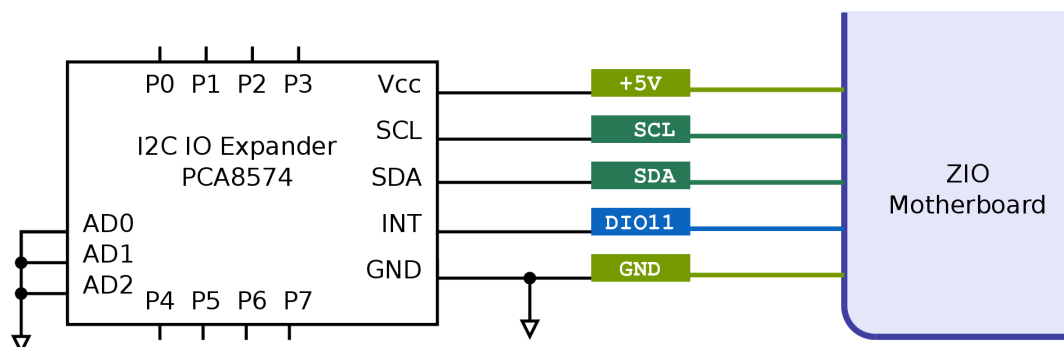 P0 P1 P2 P3
Vcc
SCL
SDA
INT
GND
I2C IO Expander
PCA8574
AD0
AD1
AD2
P4 P5 P6 P7
+5V
SCL
SDA
DIO11
GND
ZIO
Motherboard